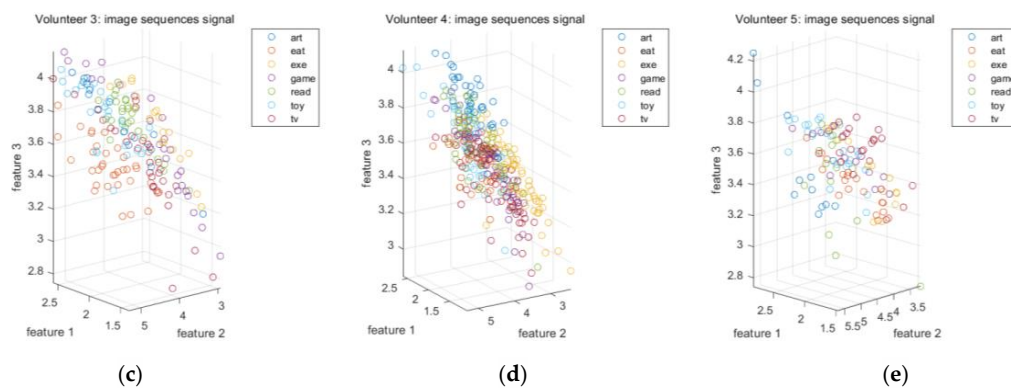 Volunteer 3: image sequences signal
art
eat
exe
game
read
toy
tv
4
3.8
3.6
3.4
3.2
3
2.8
feature 3
2.5
2
1.5
feature 1
5
4
3
feature 2
(c)
Volunteer 4: image sequences signal
art
eat
exe
game
read
toy
tv
4
3.8
3.6
3.4
3.2
3
feature 3
2.5
2
1.5
feature 1
5
4
3
feature 2
(d)
Volunteer 5: image sequences signal
art
eat
exe
game
read
toy
tv
4.2
4
3.8
3.6
3.4
3.2
3
2.8
feature 3
2.5
2
1.5
feature 1
5.5
5
4.5
4
3.5
feature 2
(e)